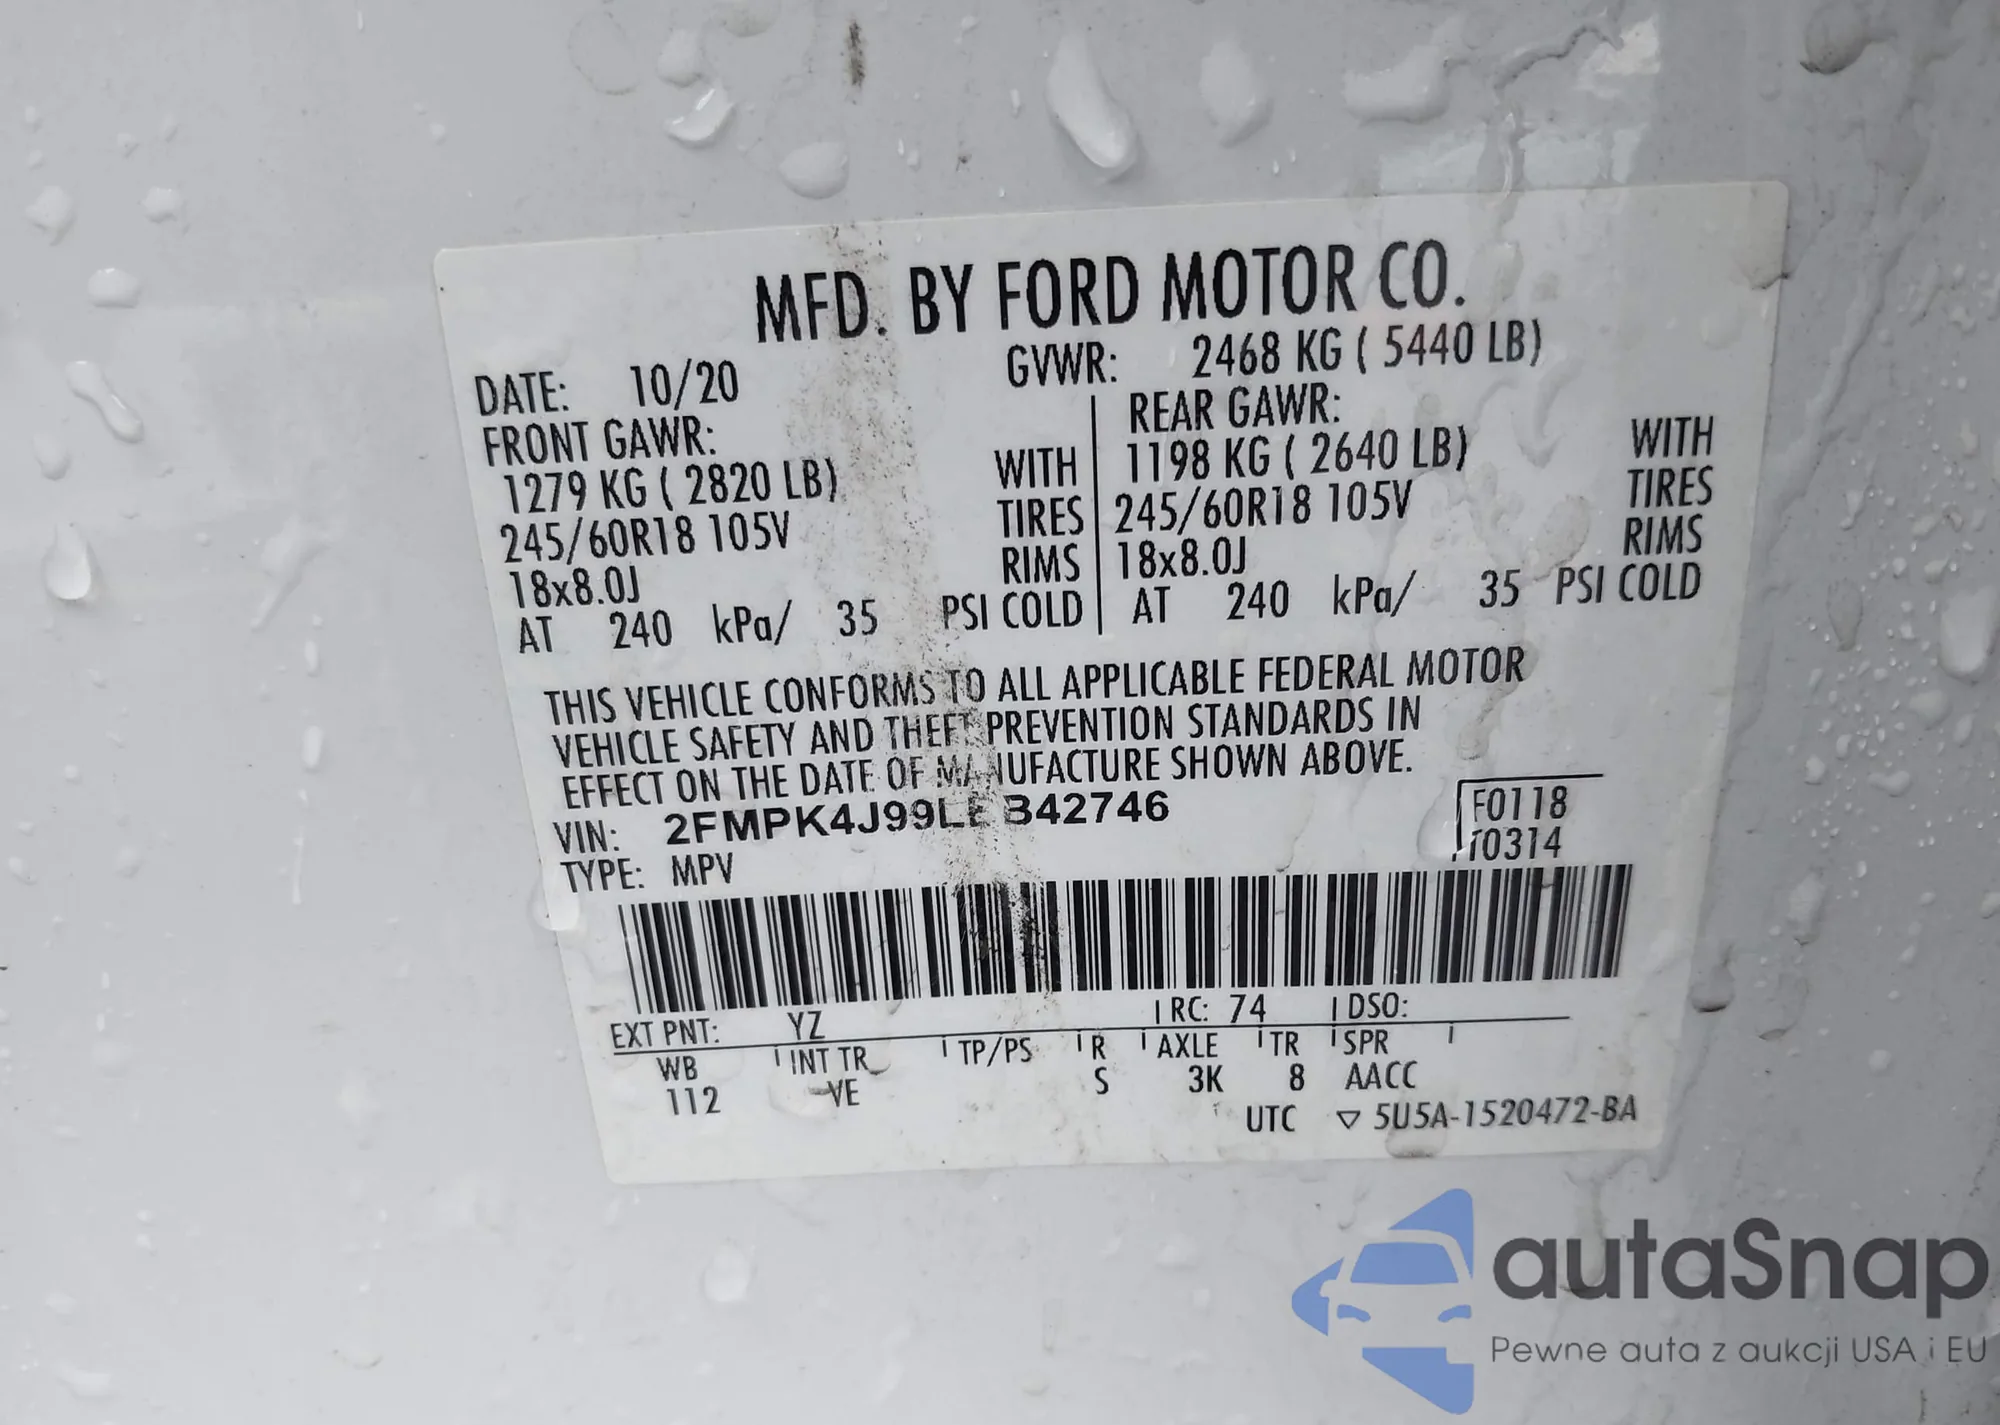 MFD. BY FORD MOTOR CO.
DATE: 10/20 GVWR: 2468 KG ( 5440 LB)
FRONT GAWR: REAR GAWR:
1279 KG ( 2820 LB) WITH 1198 KG ( 2640 LB) WITH
245/60R18 105V TIRES 245/60R18 105V TIRES
18x8.0J RIMS 18x8.0J RIMS
AT 240 kPa/ 35 PSI COLD AT 240 kPa/ 35 PSI COLD
THIS VEHICLE CONFORMS TO ALL APPLICABLE FEDERAL MOTOR
VEHICLE SAFETY AND THEFT PREVENTION STANDARDS IN
EFFECT ON THE DATE OF MANUFACTURE SHOWN ABOVE.
VIN: 2FMPK4J99LBB42746 F0118
TYPE: MPV T0314
EXT PNT: YZ RC: 74 DSO:
WB INT TR TP/PS R AXLE TR SPR
112 VE S 3K 8 AACC
UTC ▽ 5U5A-1520472-BA
autaSnap
Pewne auta z aukcji USA i EU